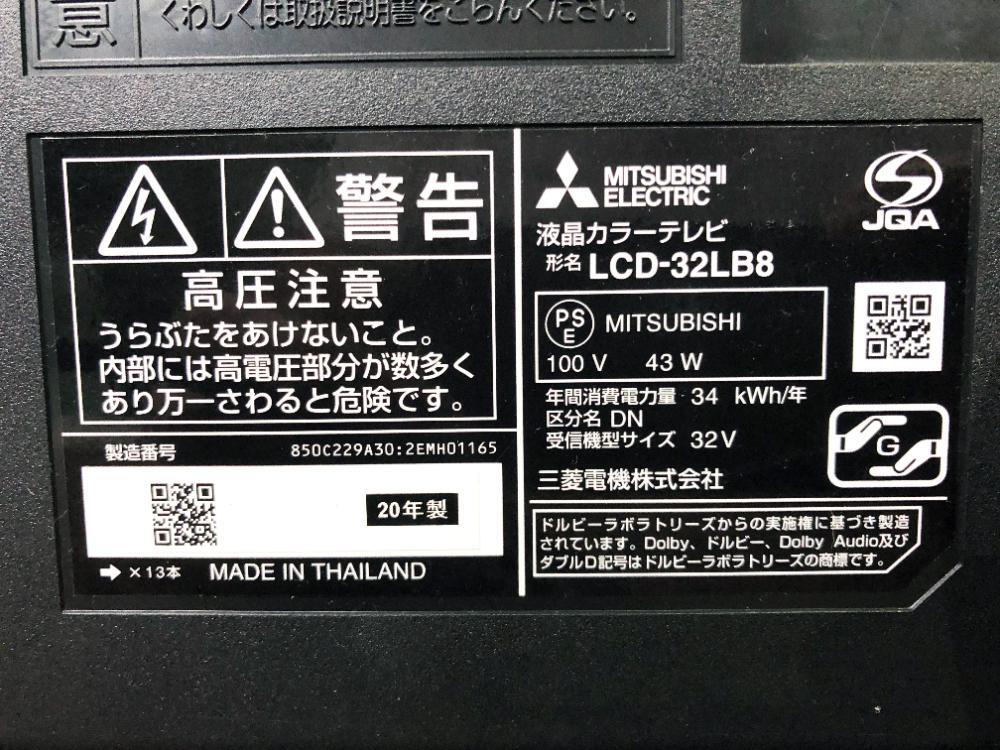 意
くわしくは取扱説明書をごらんください。
警告
高圧注意
うらぶたをあけないこと。
内部には高電圧部分が数多く
あり万一さわると危険です。
製造番号 850C229A30:2EMH01165
20年製
➡ ×13本 MADE IN THAILAND
MITSUBISHI
ELECTRIC
JQA
液晶カラーテレビ
形名 LCD-32LB8
PS
E
MITSUBISHI
100 V 43 W
年間消費電力量 34 kWh/年
区分名 DN
受信機型サイズ 32V
G
三菱電機株式会社
ドルビーラボラトリーズからの実施権に基づき製造
されています。Dolby、ドルビー、Dolby Audio及び
ダブルD記号はドルビーラボラトリーズの商標です。